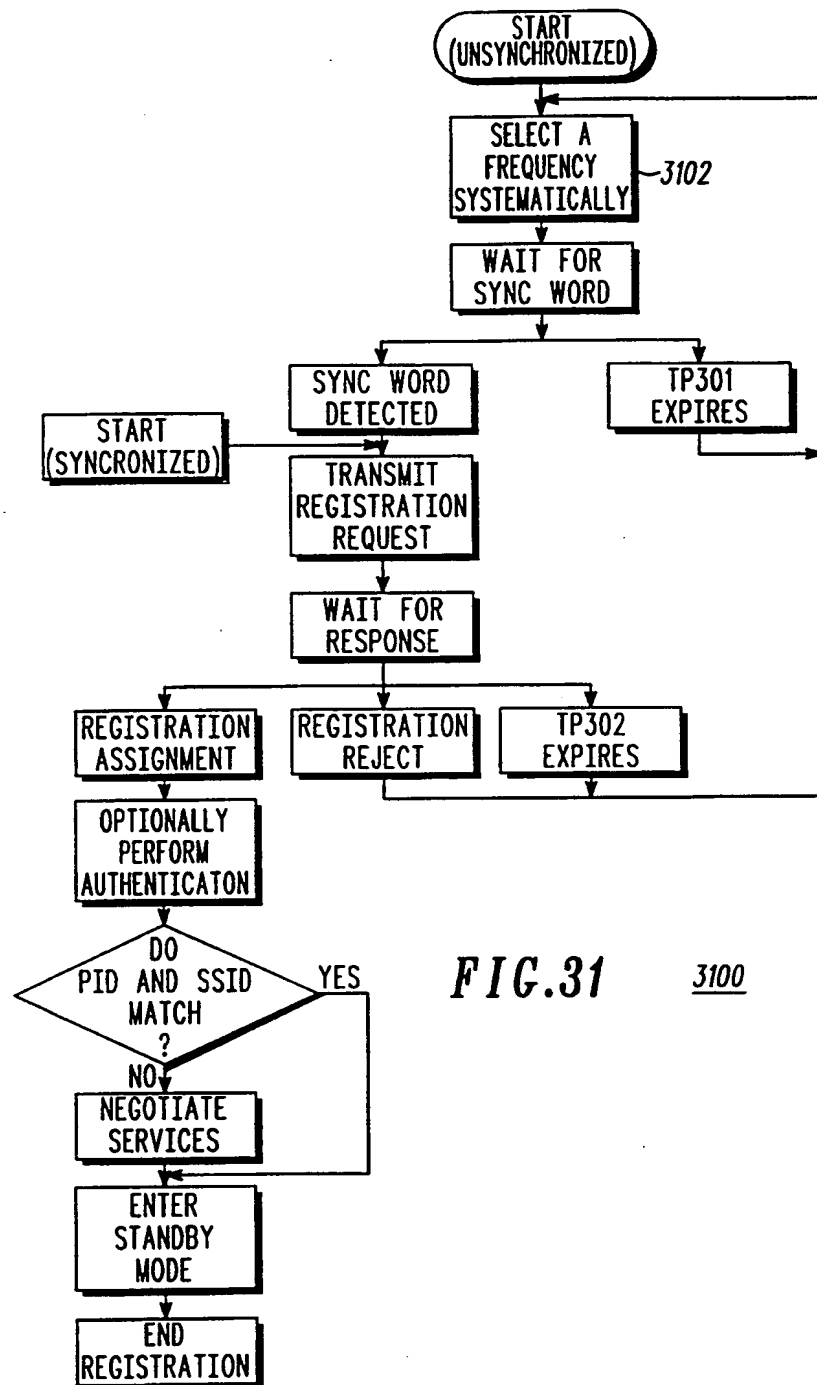 START
(UNSYNCHRONIZED)
SELECT A
FREQUENCY
SYSTEMATICALLY
3102
WAIT FOR
SYNC WORD
SYNC WORD
DETECTED
TP301
EXPIRES
START
(SYNCRONIZED)
TRANSMIT
REGISTRATION
REQUEST
WAIT FOR
RESPONSE
REGISTRATION
ASSIGNMENT
REGISTRATION
REJECT
TP302
EXPIRES
OPTIONALLY
PERFORM
AUTHENTICATON
DO
PID AND SSID
MATCH
?
YES
NO
FIG.31
3100
NEGOTIATE
SERVICES
ENTER
STANDBY
MODE
END
REGISTRATION